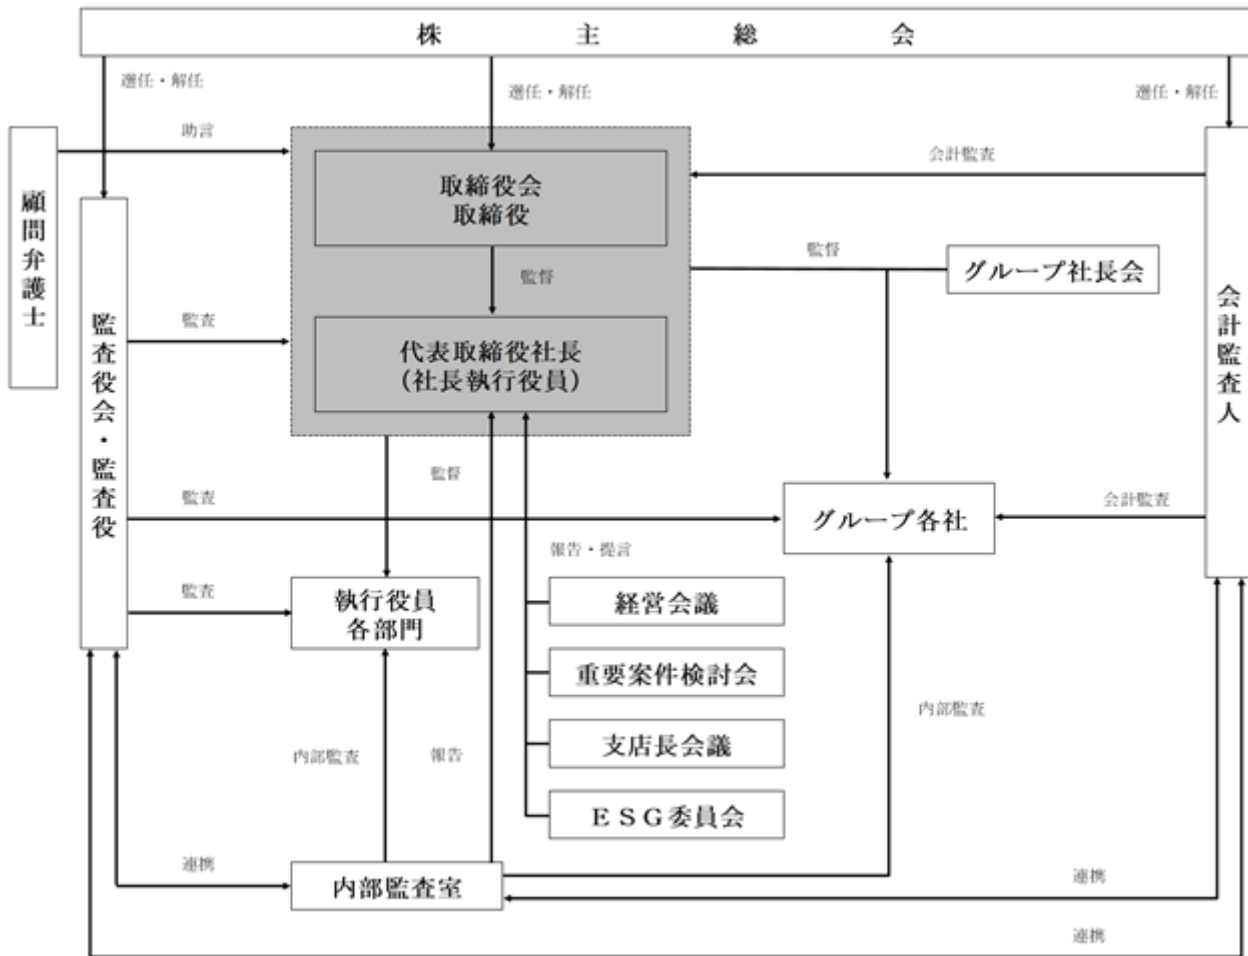 株主総会
選任・解任
選任・解任
選任・解任
助言
会計監査
顧問弁護士
取締役会
取締役
監督
監督
グループ社長会
会計監査人
監査役会・監査役
監査
代表取締役社長
（社長執行役員）
監督
監査
グループ各社
会計監査
報告・提言
監査
執行役員
各部門
経営会議
重要案件検討会
内部監査
支店長会議
内部監査
報告
ＥＳＧ委員会
連携
内部監査室
連携
連携